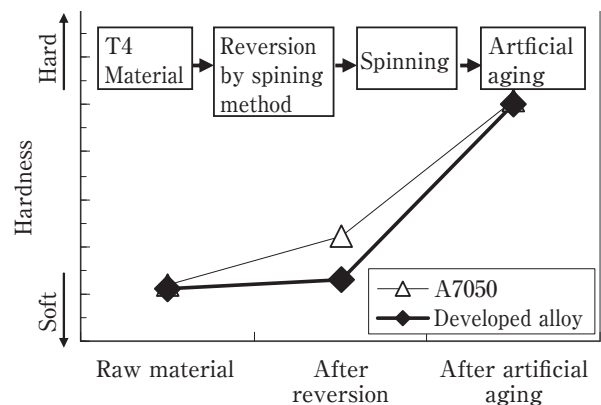 Hard
Hardness
Soft
T4
Material
Reversion
by spining
method
Spinning
Artficial
aging
A7050
Developed alloy
Raw material
After
reversion
After artificial
aging